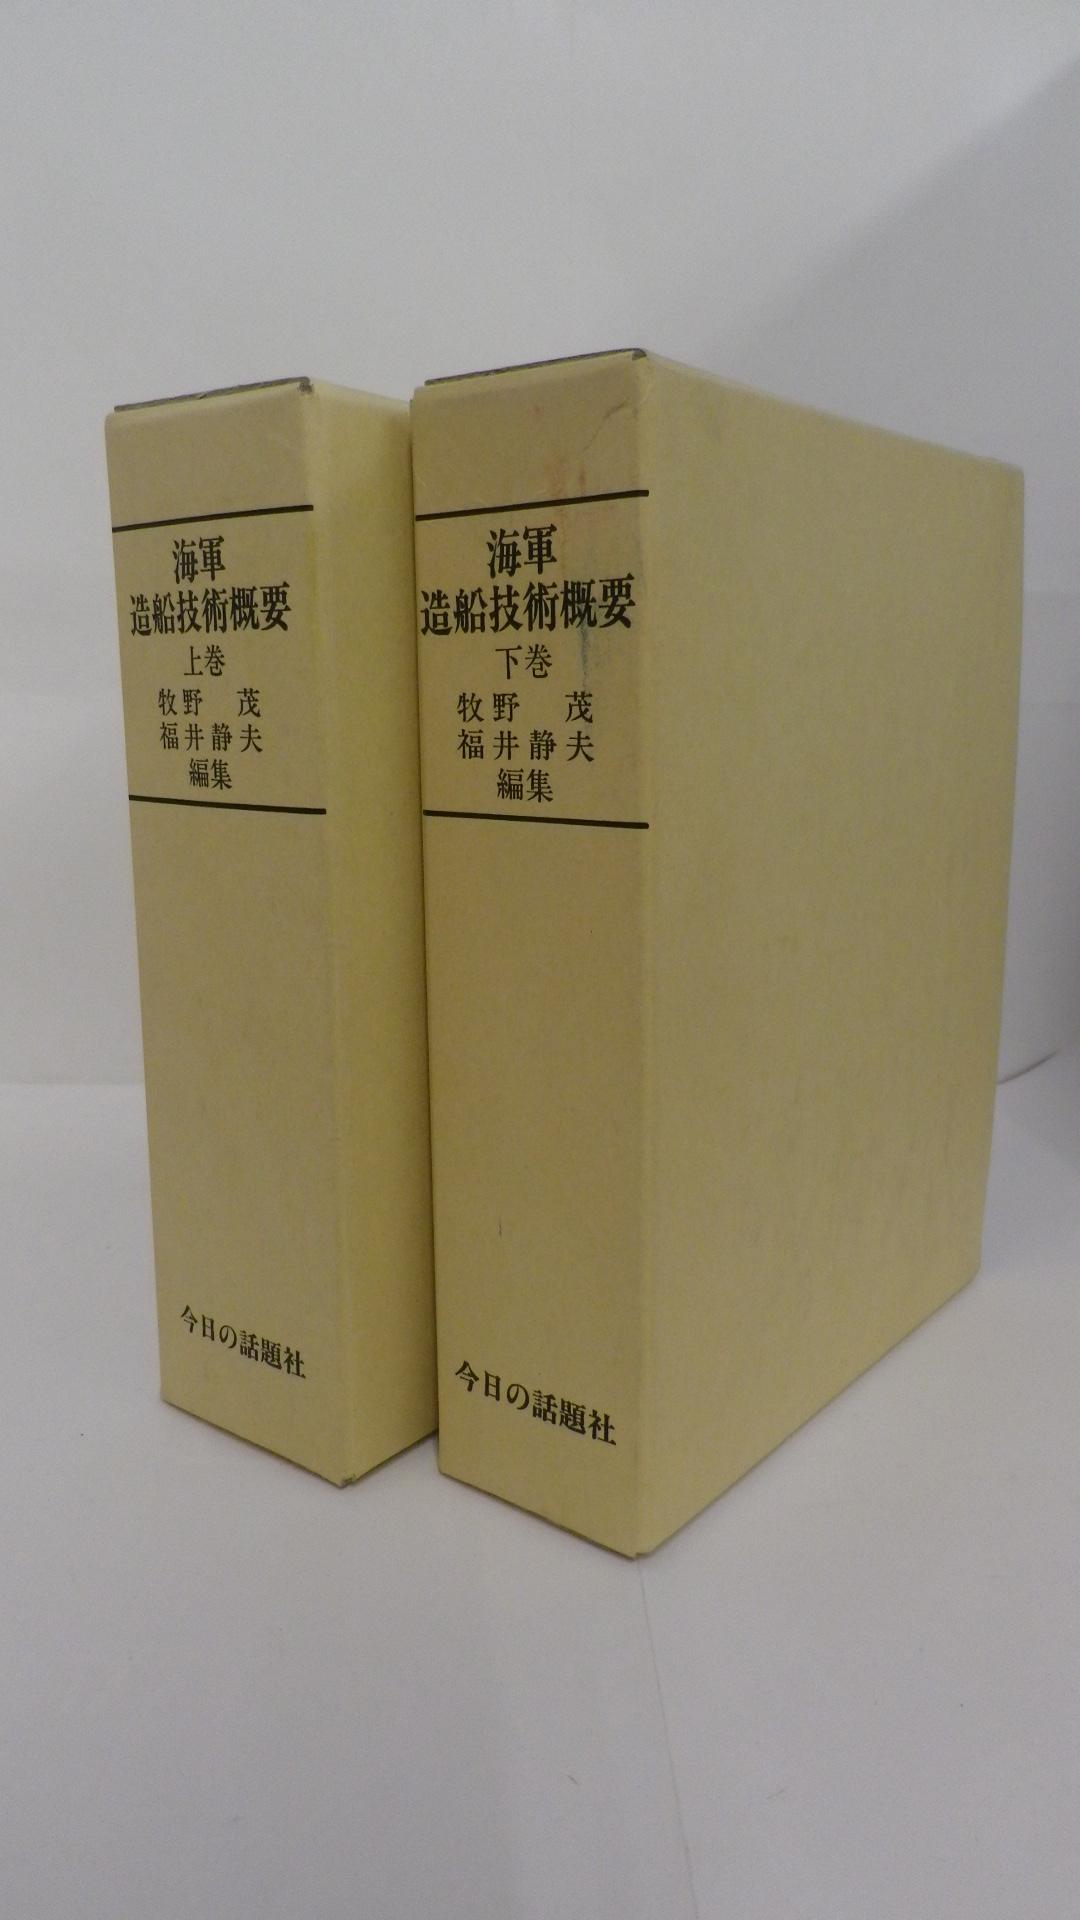 海軍
造船技術概要
上巻
牧野 茂
福井静夫
編集
今日の話題社
海軍
造船技術概要
下巻
牧野 茂
福井静夫
編集
今日の話題社